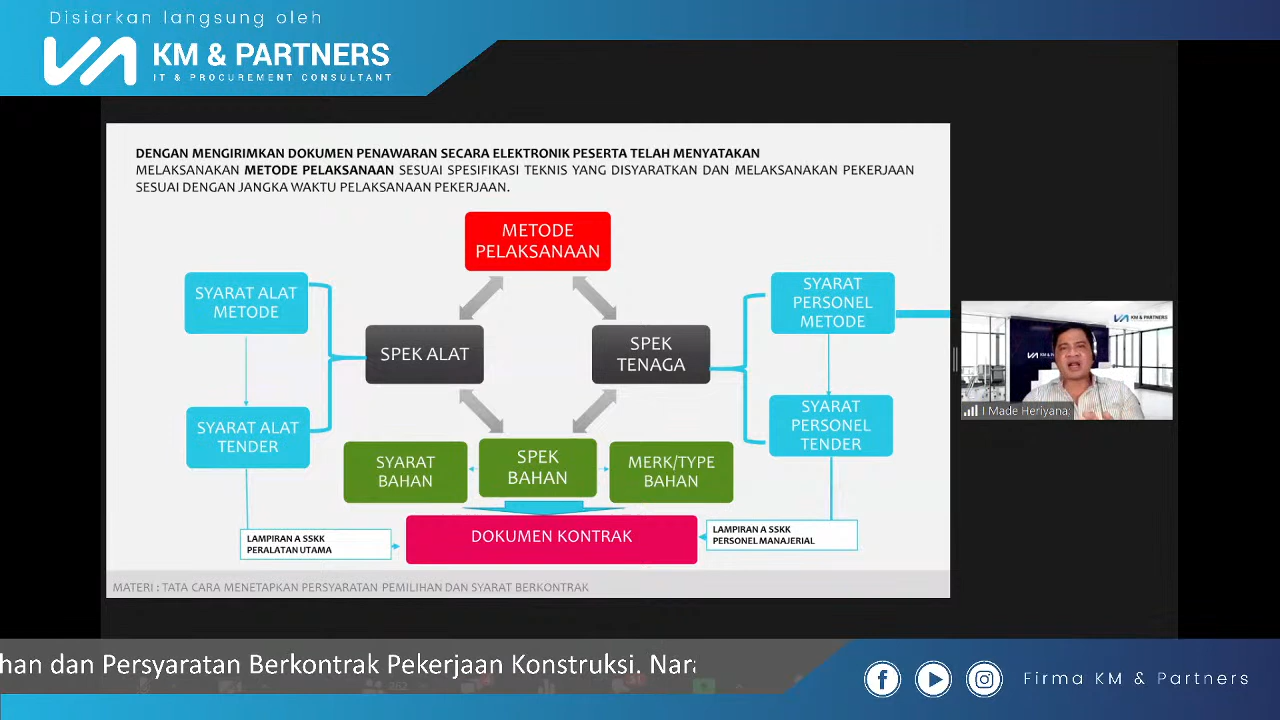 Disiarkan langsung oleh
KM & PARTNERS
IT & PROCUREMENT CONSULTANT
DENGAN MENGIRIMKAN DOKUMEN PENAWARAN SECARA ELEKTRONIK PESERTA TELAH MENYATAKAN
MELAKSANAKAN METODE PELAKSANAAN SESUAI SPESIFIKASI TEKNIS YANG DISYARATKAN DAN MELAKSANAKAN PEKERJAAN
SESUAI DENGAN JANGKA WAKTU PELAKSANAAN PEKERJAAN.
METODE
PELAKSANAAN
SYARAT ALAT
METODE
SYARAT
PERSONEL
METODE
SPEK ALAT
SPEK
TENAGA
SYARAT ALAT
TENDER
SYARAT
PERSONEL
TENDER
SYARAT
BAHAN
SPEK
BAHAN
MERK/TYPE
BAHAN
LAMPIRAN A SSKK
PERALATAN UTAMA
DOKUMEN KONTRAK
LAMPIRAN A SSKK
PERSONEL MANAJERIAL
MATERI : TATA CARA MENETAPKAN PERSYARATAN PEMILIHAN DAN SYARAT BERKONTRAK
KM & PARTNERS
I Made Heriyana
han dan Persyaratan Berkontrak Pekerjaan Konstruksi. Nara
Firma KM & Partners